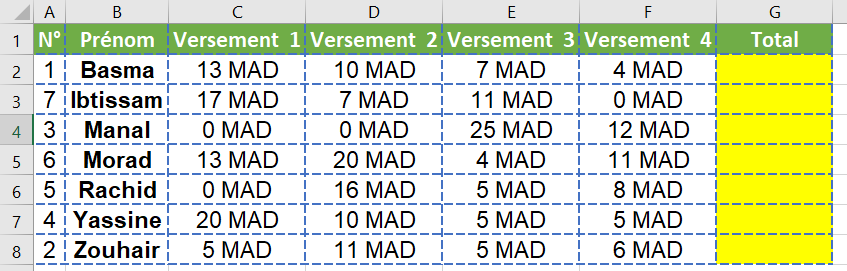 A B C D E F G
1 N° Prénom Versement 1 Versement 2 Versement 3 Versement 4 Total
2 1 Basma 13 MAD 10 MAD 7 MAD 4 MAD
3 7 Ibtissam 17 MAD 7 MAD 11 MAD 0 MAD
4 3 Manal 0 MAD 0 MAD 25 MAD 12 MAD
5 6 Morad 13 MAD 20 MAD 4 MAD 11 MAD
6 5 Rachid 0 MAD 16 MAD 5 MAD 8 MAD
7 4 Yassine 20 MAD 10 MAD 5 MAD 5 MAD
8 2 Zouhair 5 MAD 11 MAD 5 MAD 6 MAD